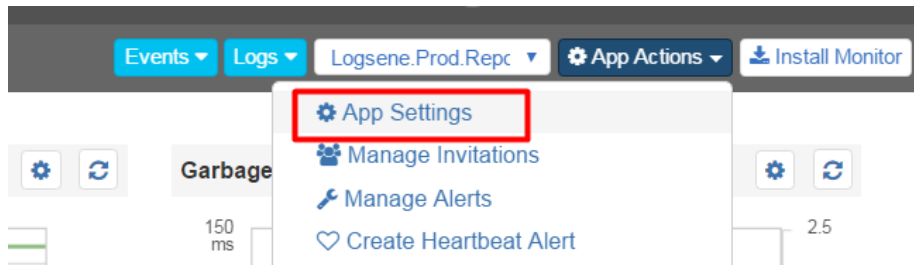 Events Logs Logsene.Prod.Repc App Actions Install Monitor
App Settings
Manage Invitations
Garbage
Manage Alerts
150
ms
2.5
Create Heartbeat Alert